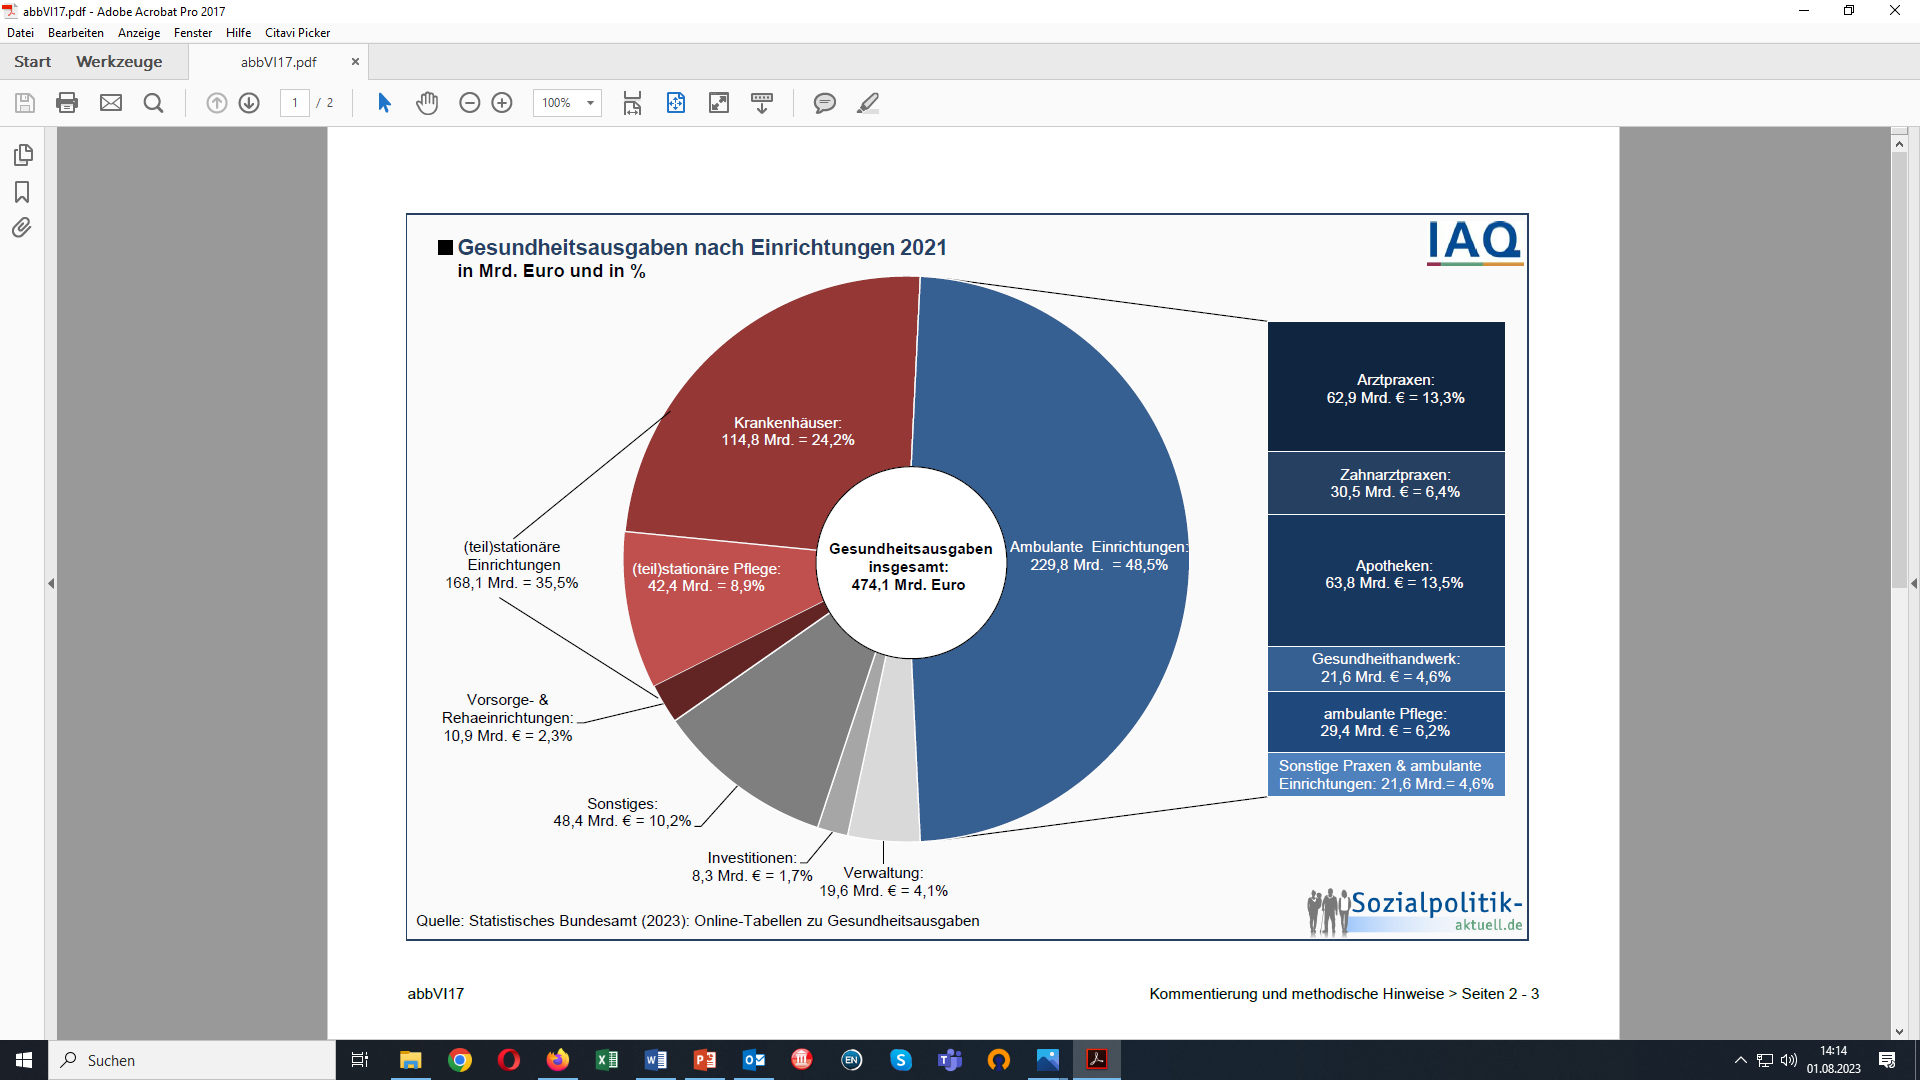 abbVI17.pdf - Adobe Acrobat Pro 2017
Datei Bearbeiten Anzeige Fenster Hilfe Citavi Picker
Start Werkzeuge abbVI17.pdf ×
1 / 2 100%
Gesundheitsausgaben nach Einrichtungen 2021
in Mrd. Euro und in %
IAQ
Krankenhäuser:
114,8 Mrd. = 24,2%
(teil)stationäre
Einrichtungen
168,1 Mrd. = 35,5%
(teil)stationäre Pflege:
42,4 Mrd. = 8,9%
Gesundheitsausgaben
insgesamt:
474,1 Mrd. Euro
Ambulante Einrichtungen:
229,8 Mrd. = 48,5%
Arztpraxen:
62,9 Mrd. € = 13,3%
Zahnarztpraxen:
30,5 Mrd. € = 6,4%
Apotheken:
63,8 Mrd. € = 13,5%
Gesundheithandwerk:
21,6 Mrd. € = 4,6%
ambulante Pflege:
29,4 Mrd. € = 6,2%
Sonstige Praxen & ambulante
Einrichtungen: 21,6 Mrd.= 4,6%
Vorsorge- &
Rehaeinrichtungen:
10,9 Mrd. € = 2,3%
Sonstiges:
48,4 Mrd. € = 10,2%
Investitionen:
8,3 Mrd. € = 1,7%
Verwaltung:
19,6 Mrd. € = 4,1%
Quelle: Statistisches Bundesamt (2023): Online-Tabellen zu Gesundheitsausgaben
Sozialpolitik-
aktuell.de
abbVI17
Kommentierung und methodische Hinweise > Seiten 2 - 3
Suchen
EN
14:14
01.08.2023